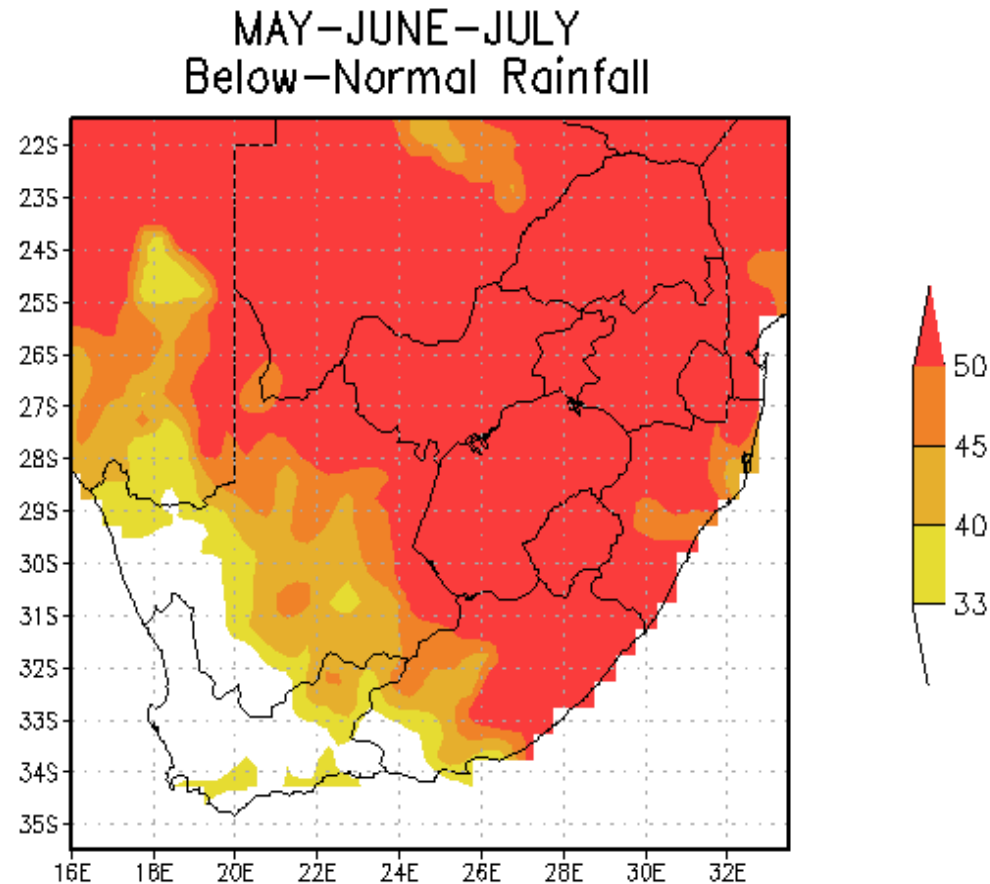 MAY–JUNE–JULY
Below–Normal Rainfall
22S
23S
24S
25S
26S
27S
28S
29S
30S
31S
32S
33S
34S
35S
16E 18E 20E 22E 24E 26E 28E 30E 32E
50
45
40
33